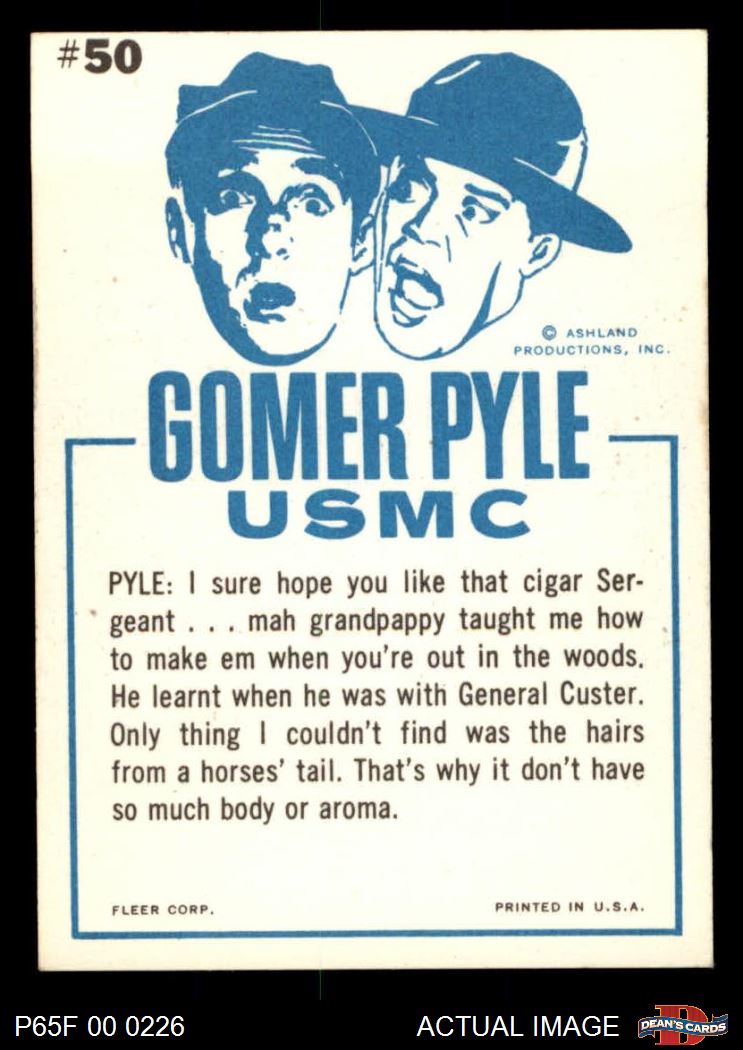 #50
© ASHLAND
PRODUCTIONS, INC.
GOMER PYLE
USMC
PYLE: I sure hope you like that cigar Ser-
geant . . . mah grandpappy taught me how
to make em when you're out in the woods.
He learnt when he was with General Custer.
Only thing I couldn't find was the hairs
from a horses' tail. That's why it don't have
so much body or aroma.
FLEER CORP.
PRINTED IN U.S.A.
P65F 00 0226
ACTUAL IMAGE
D
DEAN'S CARDS